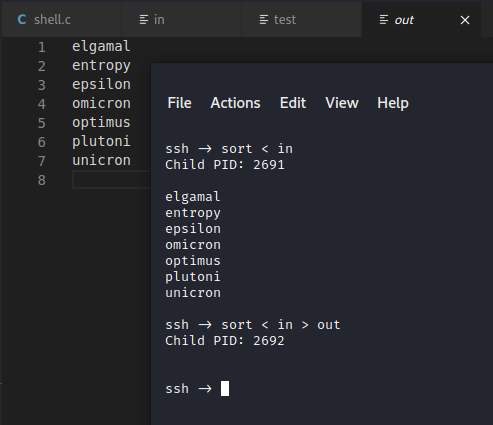 C shell.c in test out ×
1 elgamal
2 entropy
3 epsilon
4 omicron
5 optimus
6 plutoni
7 unicron
8
File Actions Edit View Help
ssh -> sort < in
Child PID: 2691
elgamal
entropy
epsilon
omicron
optimus
plutoni
unicron
ssh -> sort < in > out
Child PID: 2692
ssh ->